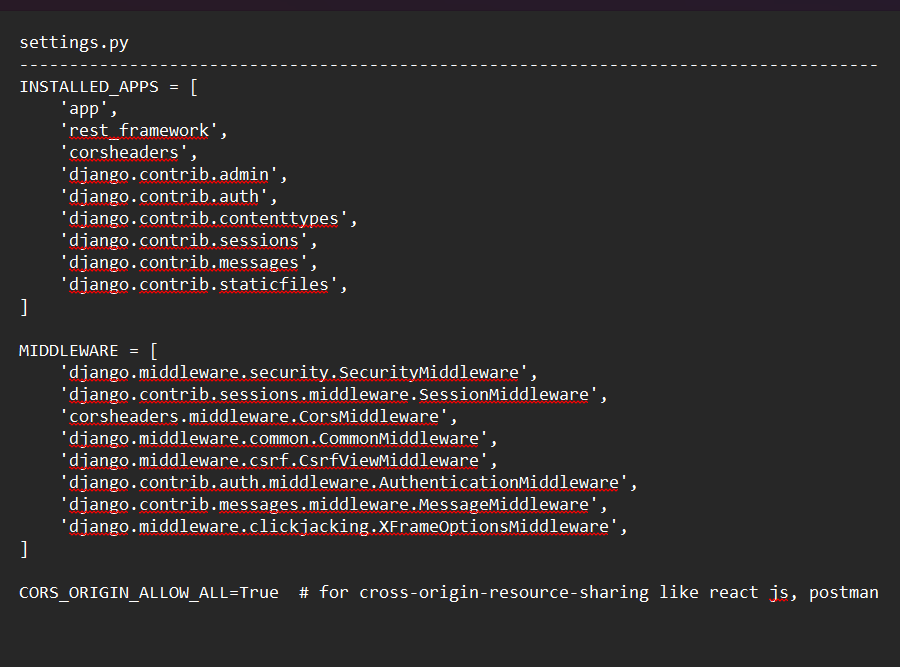 settings.py
--------------------------------------------------------------------------------------
INSTALLED_APPS = [
    'app',
    'rest_framework',
    'corsheaders',
    'django.contrib.admin',
    'django.contrib.auth',
    'django.contrib.contenttypes',
    'django.contrib.sessions',
    'django.contrib.messages',
    'django.contrib.staticfiles',
]
MIDDLEWARE = [
    'django.middleware.security.SecurityMiddleware',
    'django.contrib.sessions.middleware.SessionMiddleware',
    'corsheaders.middleware.CorsMiddleware',
    'django.middleware.common.CommonMiddleware',
    'django.middleware.csrf.CsrfViewMiddleware',
    'django.contrib.auth.middleware.AuthenticationMiddleware',
    'django.contrib.messages.middleware.MessageMiddleware',
    'django.middleware.clickjacking.XFrameOptionsMiddleware',
]
CORS_ORIGIN_ALLOW_ALL=True  # for cross-origin-resource-sharing like react js, postman